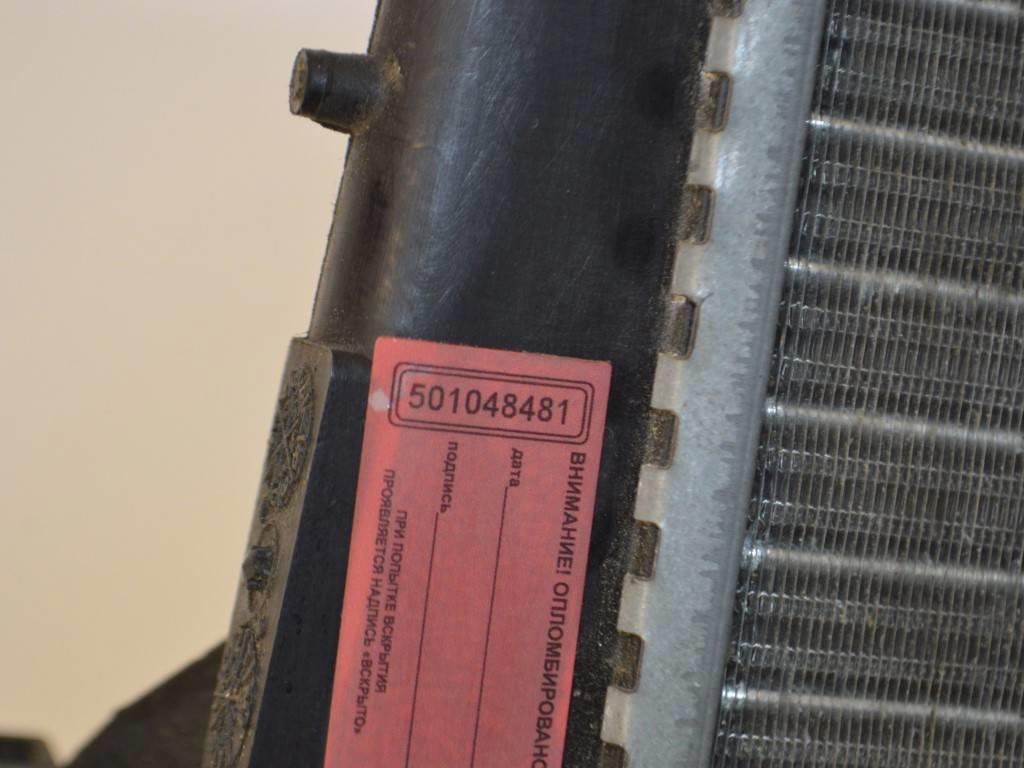 501048481
ВНИМАНИЕ! ОПЛОМБИРОВАНО
дата
подпись
ПРИ ПОПЫТКЕ ВСКРЫТИЯ
ПРОЯВЛЯЕТСЯ НАДПИСЬ «ВСКРЫТО»